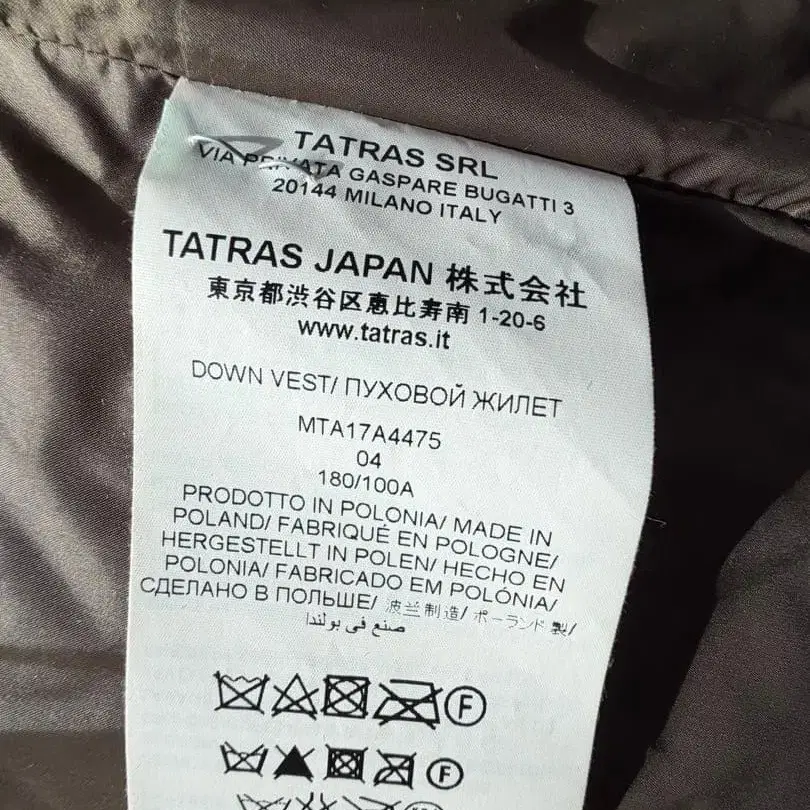 TATRAS SRL
VIA PRIVATA GASPARE BUGATTI 3
20144 MILANO ITALY
TATRAS JAPAN 株式会社
東京都渋谷区恵比寿南 1-20-6
www.tatras.it
DOWN VEST/ ПУХОВОЙ ЖИЛЕТ
MTA17A4475
04
180/100A
PRODOTTO IN POLONIA/ MADE IN
POLAND/ FABRIQUÉ EN POLOGNE/
HERGESTELLT IN POLEN/ HECHO EN
POLONIA/ FABRICADO EM POLÓNIA/
СДЕЛАНО В ПОЛЬШЕ/ 波兰制造/ ポーランド製/
صنع في بولندا
F
F